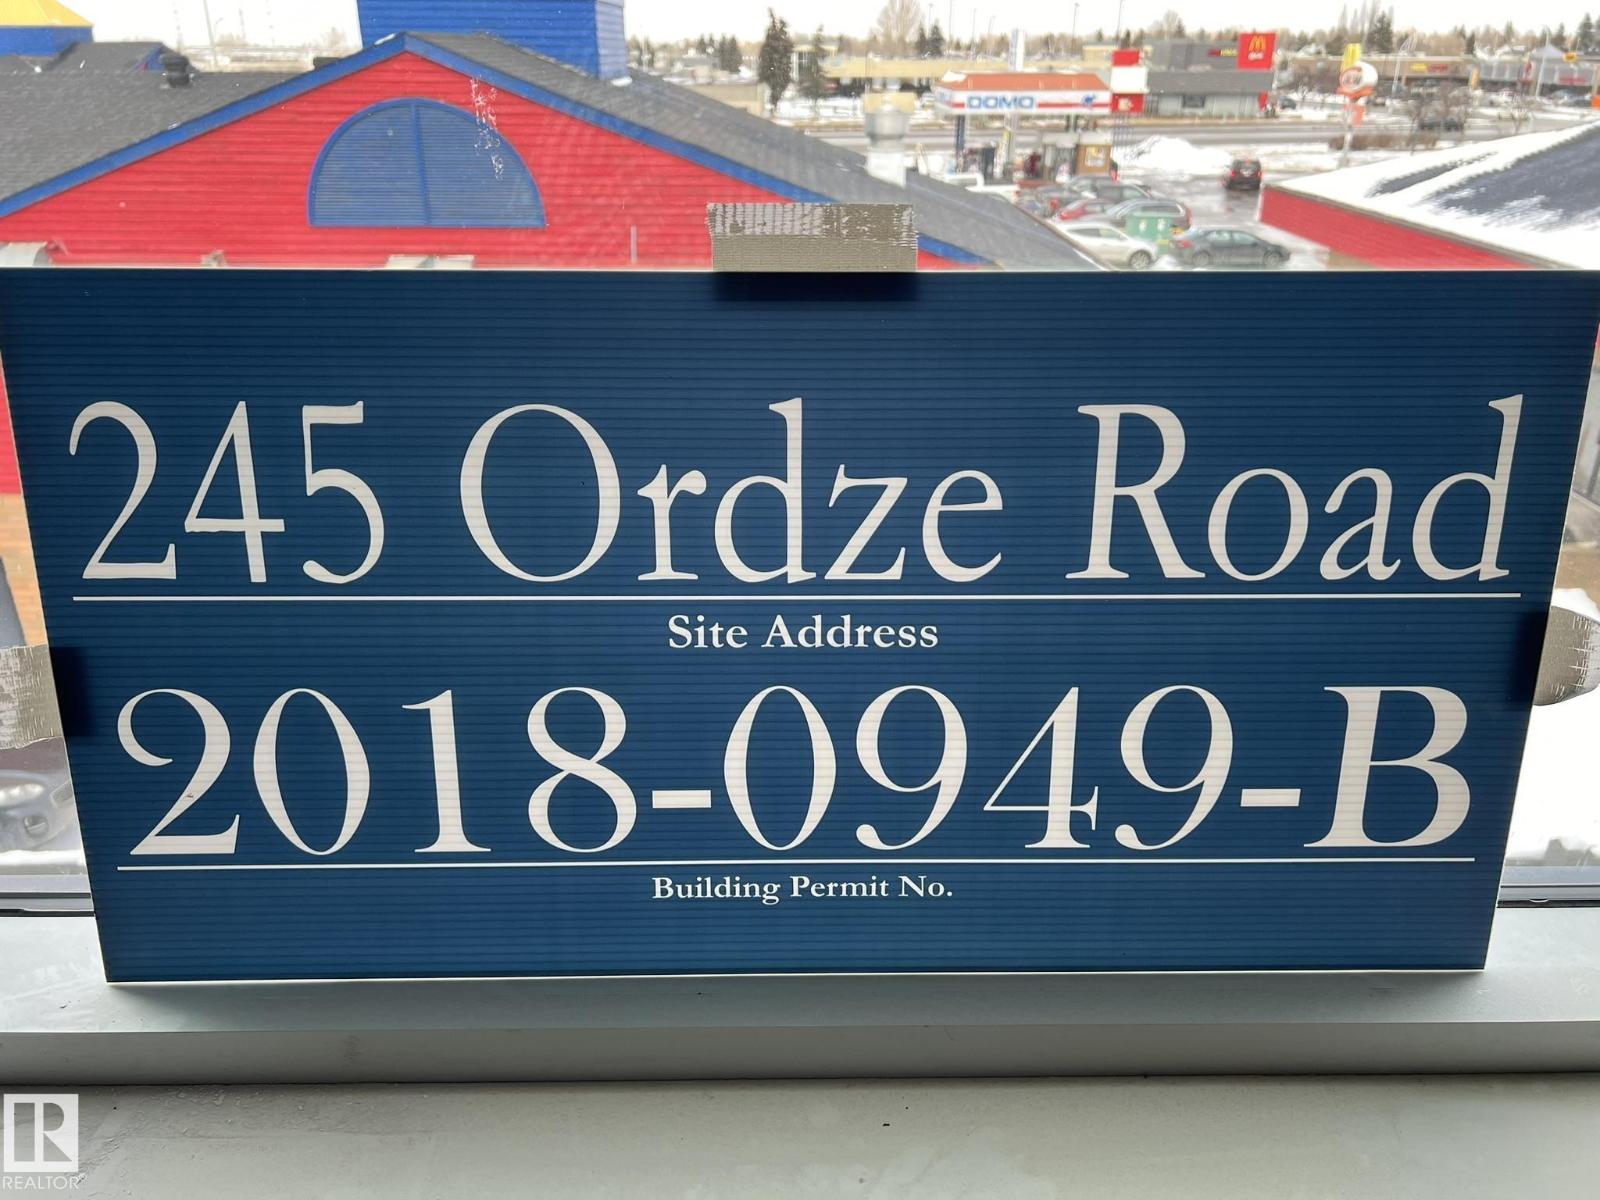 DOMO
245 Ordze Road
Site Address
2018-0949-B
Building Permit No.
REALTOR